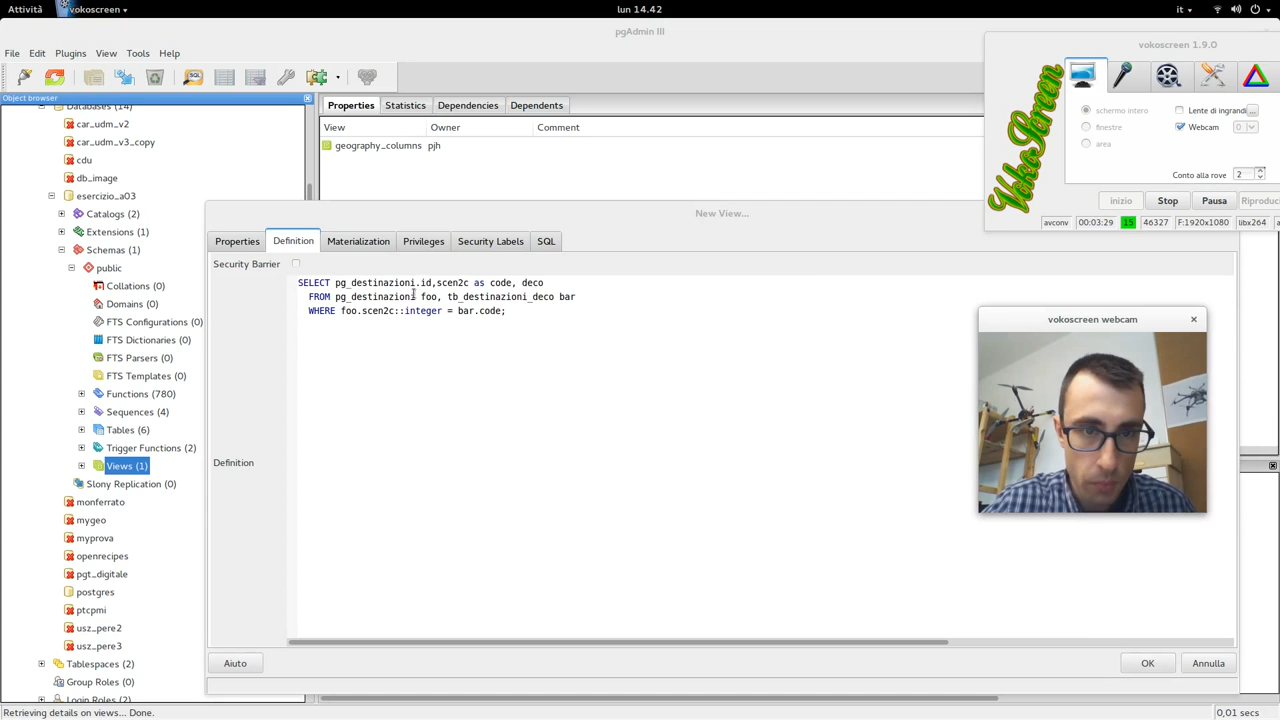 Attività vokoscreen lun 14.42 it
pgAdmin III
File Edit Plugins View Tools Help
SQL
Object browser
Databases (14)
car_udm_v2
car_udm_v3_copy
cdu
db_image
esercizio_a03
Catalogs (2)
Extensions (1)
Schemas (1)
public
Collations (0)
Domains (0)
FTS Configurations (0)
FTS Dictionaries (0)
FTS Parsers (0)
FTS Templates (0)
Functions (780)
Sequences (4)
Tables (6)
Trigger Functions (2)
Views (1)
Slony Replication (0)
monferrato
mygeo
myprova
openrecipes
pgt_digitale
postgres
ptcpmi
usz_pere2
usz_pere3
Tablespaces (2)
Group Roles (0)
Login Roles (2)
Properties Statistics Dependencies Dependents
View Owner Comment
geography_columns pjh
New View...
Properties Definition Materialization Privileges Security Labels SQL
Security Barrier
SELECT pg_destinazioni.id,scen2c as code, deco
FROM pg_destinazioni foo, tb_destinazioni_deco bar
WHERE foo.scen2c::integer = bar.code;
Definition
Aiuto OK Annulla
vokoscreen 1.9.0
VokoScreen
schermo intero Lente di ingrandi ...
finestre Webcam 0
area
Conto alla rove 2
inizio Stop Pausa Riproduci
avconv 00:03:29 15 46327 F:1920x1080 libx264 a
vokoscreen webcam
Retrieving details on views... Done. 0,01 secs